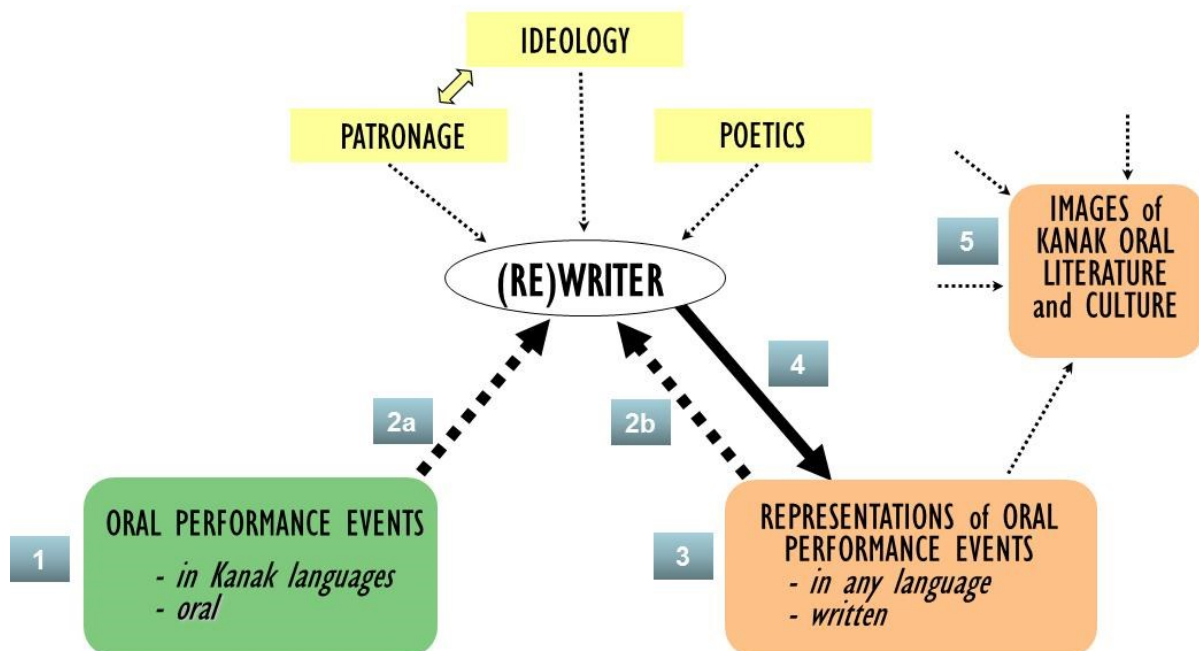 IDEOLOGY
PATRONAGE
POETICS
(RE)WRITER
IMAGES of
KANAK ORAL
LITERATURE
and CULTURE
5
4
2a
2b
1
ORAL PERFORMANCE EVENTS
- in Kanak languages
- oral
3
REPRESENTATIONS of ORAL
PERFORMANCE EVENTS
- in any language
- written